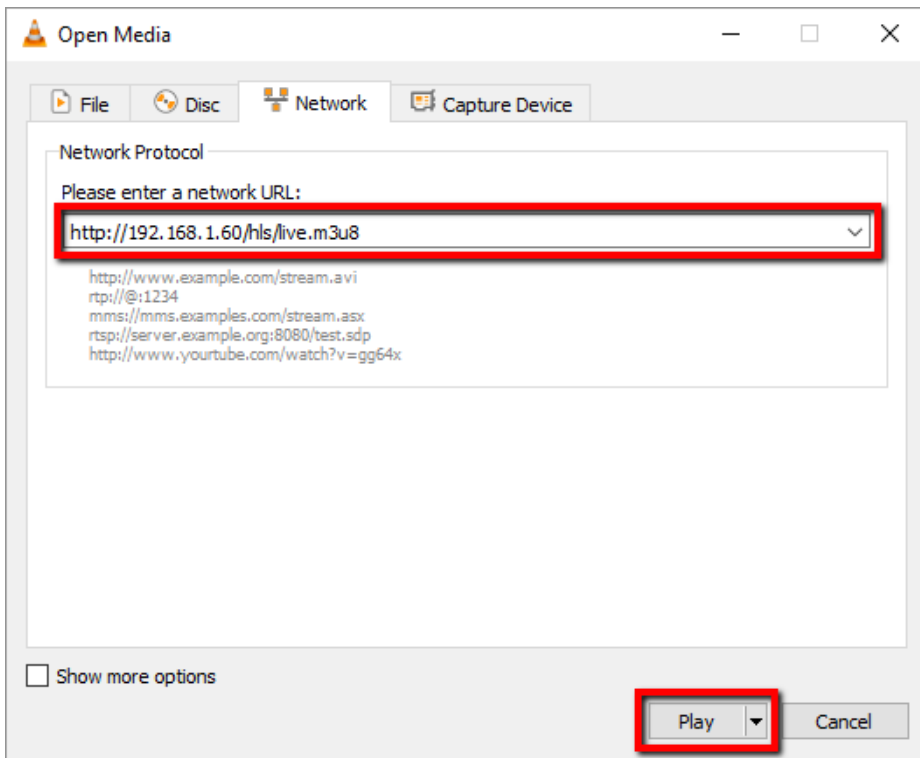 Open Media
File Disc Network Capture Device
Network Protocol
Please enter a network URL:
http://192.168.1.60/hls/live.m3u8
http://www.example.com/stream.avi
rtp://@:1234
mms://mms.examples.com/stream.asx
rtsp://server.example.org:8080/test.sdp
http://www.yourtube.com/watch?v=gg64x
Show more options
Play Cancel